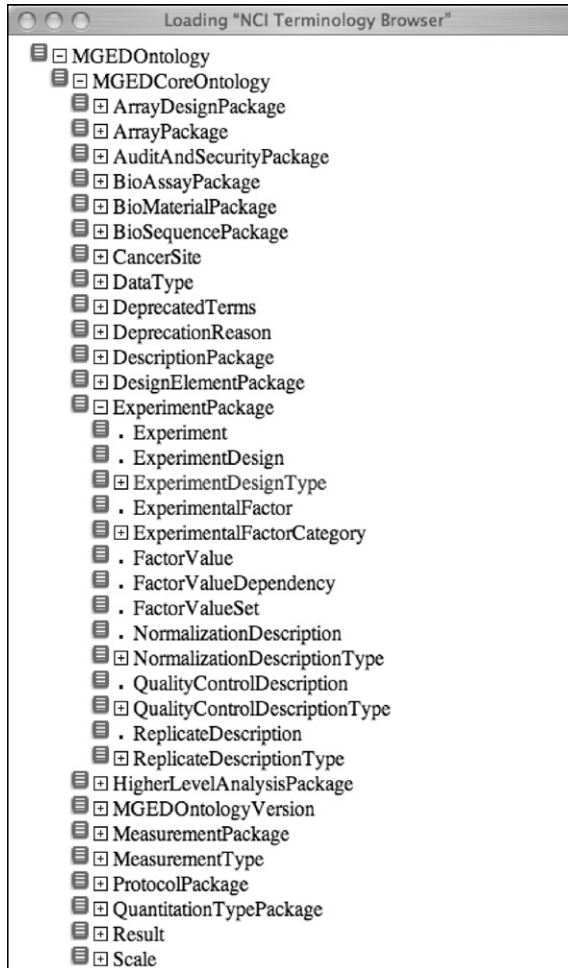 Loading "NCI Terminology Browser"
MGEDOntology
MGEDCoreOntology
ArrayDesignPackage
ArrayPackage
AuditAndSecurityPackage
BioAssayPackage
BioMaterialPackage
BioSequencePackage
CancerSite
DataType
DeprecatedTerms
DeprecationReason
DescriptionPackage
DesignElementPackage
ExperimentPackage
Experiment
ExperimentDesign
ExperimentDesignType
ExperimentalFactor
ExperimentalFactorCategory
FactorValue
FactorValueDependency
FactorValueSet
NormalizationDescription
NormalizationDescriptionType
QualityControlDescription
QualityControlDescriptionType
ReplicateDescription
ReplicateDescriptionType
HigherLevelAnalysisPackage
MGEDOntologyVersion
MeasurementPackage
MeasurementType
ProtocolPackage
QuantitationTypePackage
Result
Scale